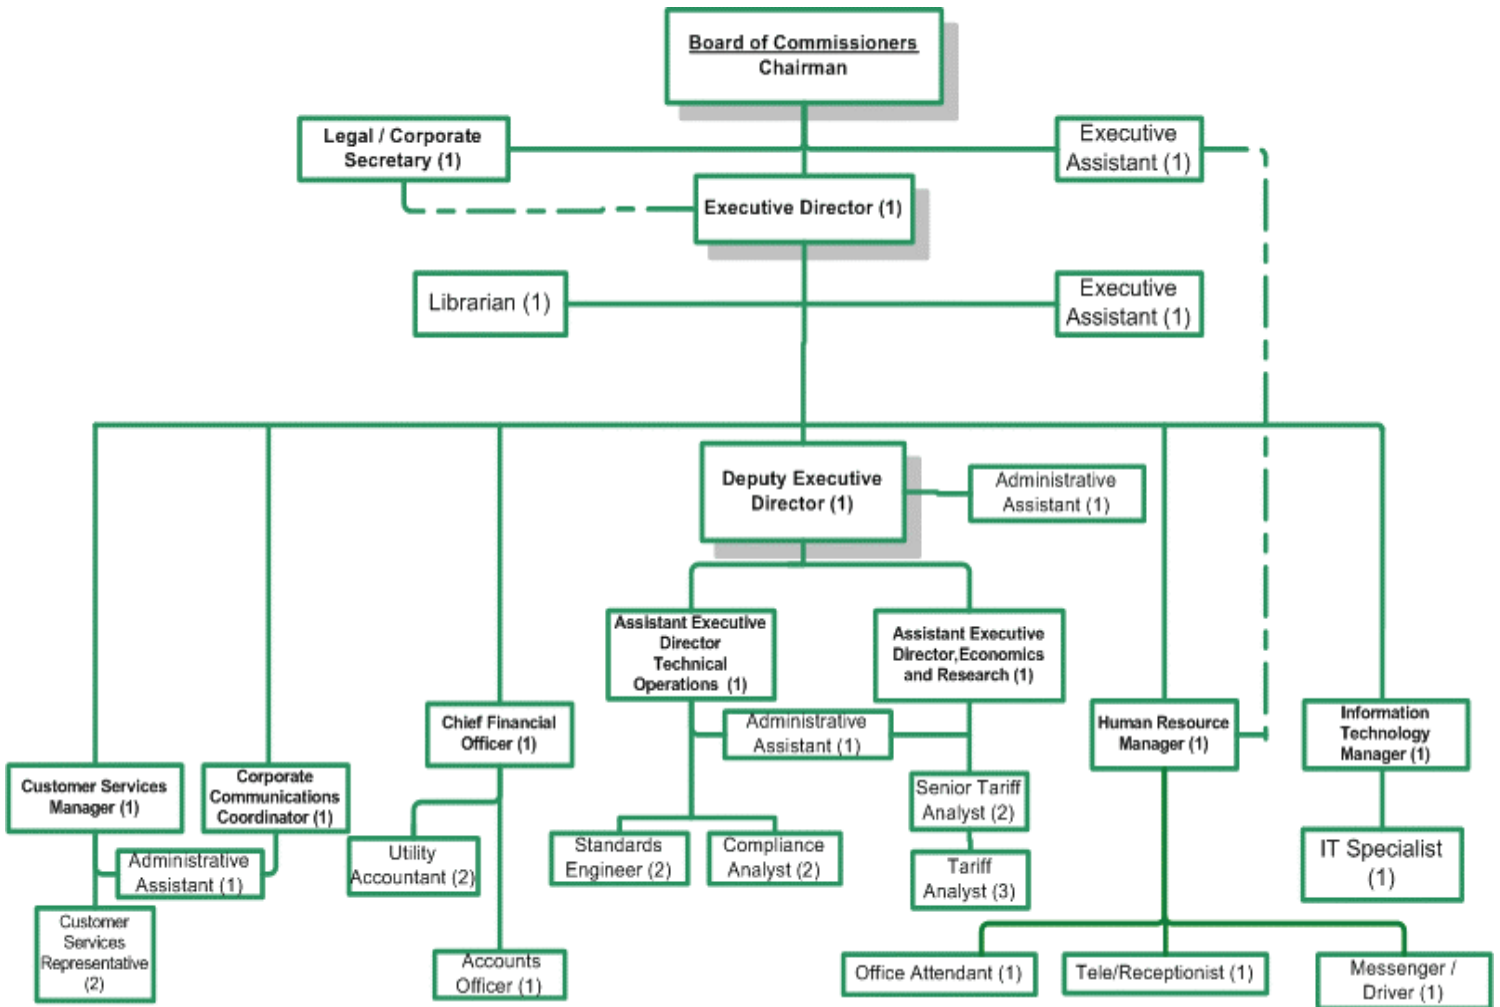 Board of Commissioners
Chairman
Legal / Corporate
Secretary (1)
Executive
Assistant (1)
Executive Director (1)
Librarian (1)
Executive
Assistant (1)
Deputy Executive
Director (1)
Administrative
Assistant (1)
Assistant Executive
Director
Technical
Operations (1)
Assistant Executive
Director,Economics
and Research (1)
Administrative
Assistant (1)
Chief Financial
Officer (1)
Human Resource
Manager (1)
Information
Technology
Manager (1)
Customer Services
Manager (1)
Corporate
Communications
Coordinator (1)
Administrative
Assistant (1)
Utility
Accountant (2)
Standards
Engineer (2)
Compliance
Analyst (2)
Senior Tariff
Analyst (2)
Tariff
Analyst (3)
IT Specialist
(1)
Customer
Services
Representative
(2)
Accounts
Officer (1)
Office Attendant (1)
Tele/Receptionist (1)
Messenger /
Driver (1)